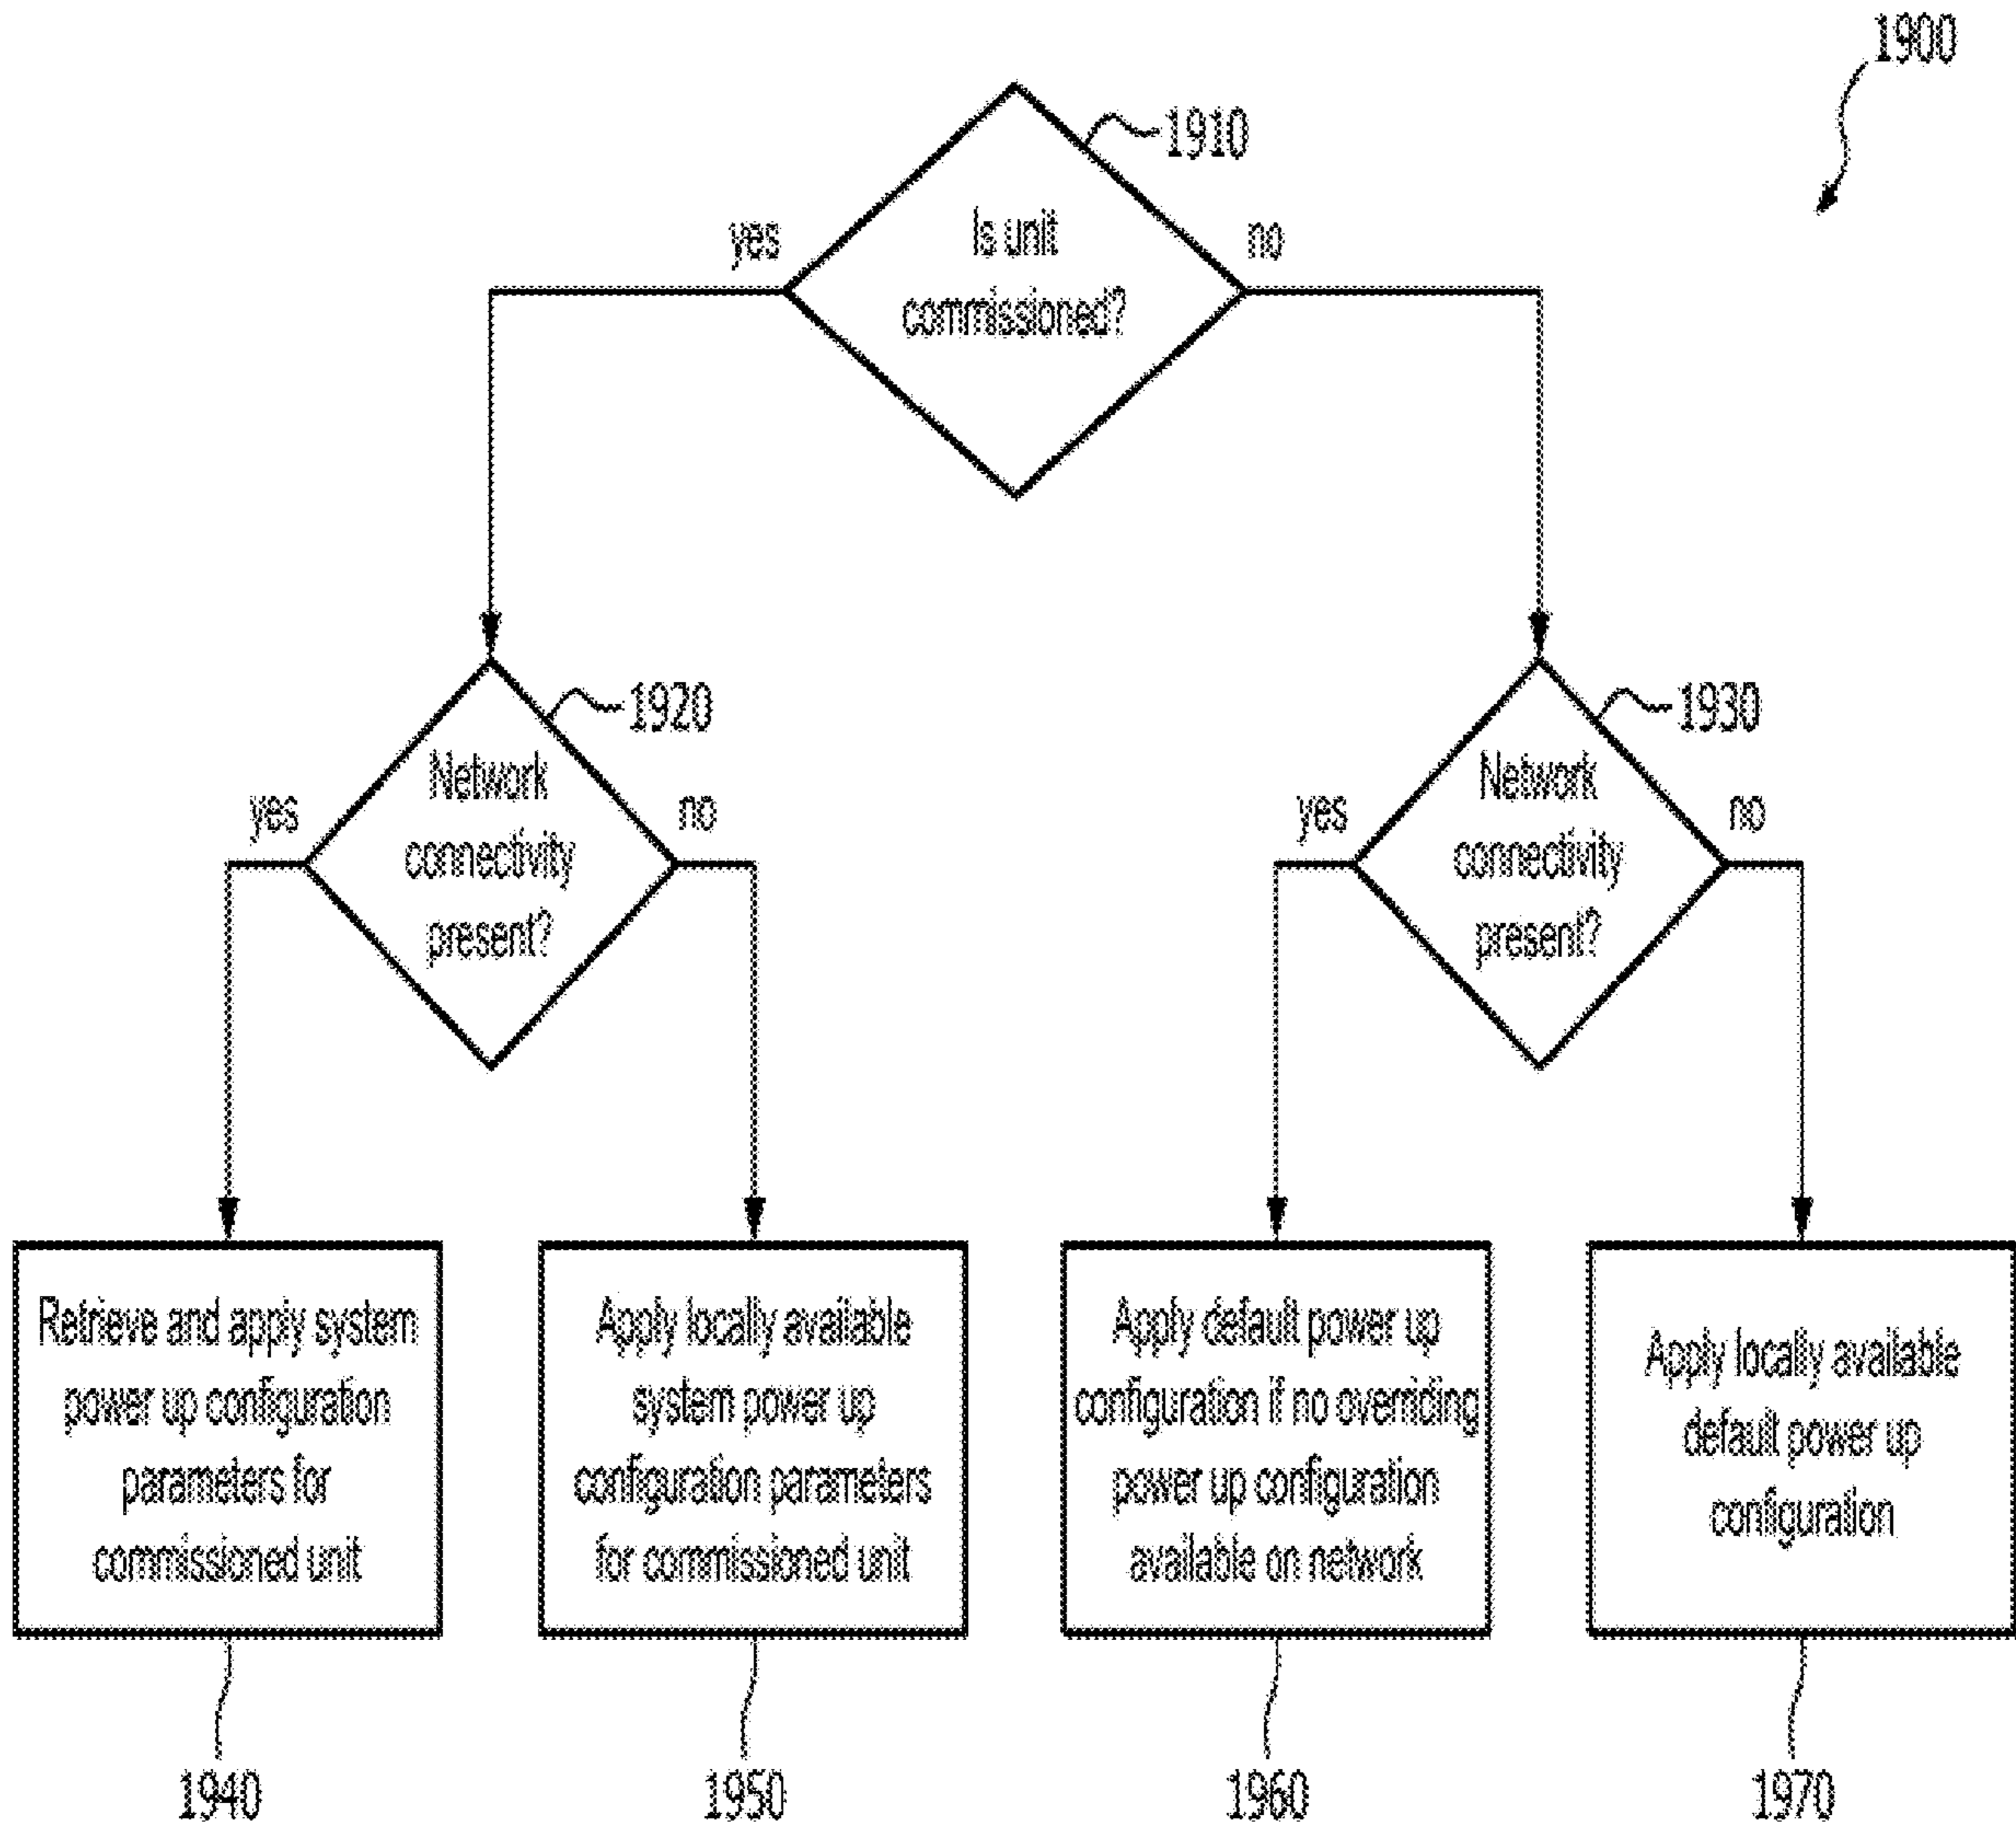 1900
1910
yes
Is unit
commissioned?
no
1920
yes
Network
connectivity
present?
no
1930
yes
Network
connectivity
present?
no
Retrieve and apply system
power up configuration
parameters for
commissioned unit
Apply locally available
system power up
configuration parameters
for commissioned unit
Apply default power up
configuration if no overriding
power up configuration
available on network
Apply locally available
default power up
configuration
1940
1950
1960
1970